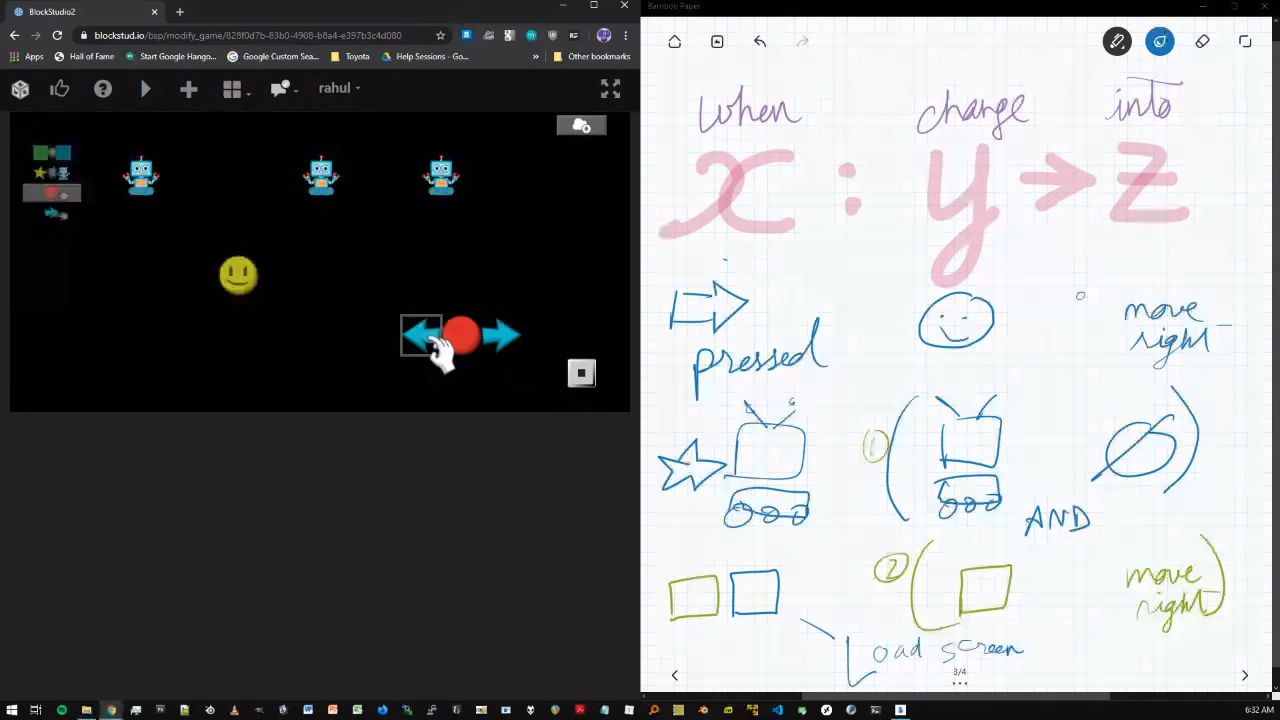 BlockStudio2
blockstud.io/bsp/modify_game/828f0d7b-83b0-4908-b8a4-e397b3c4d080
Apps
Hall of Fame
Start Google Analyt...
Google Custom Sea...
Toyota
Help Sessions - Go...
Other bookmarks
rahul
Bamboo Paper
When change into
x : y → z
pressed
move
right
AND
1
2
move
right
Load screen
3/4
6:32 AM